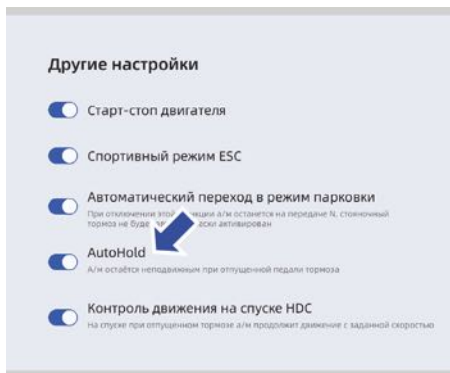 Другие настройки
Старт-стоп двигателя
Спортивный режим ESC
Автоматический переход в режим парковки
При отключении этой функции а/м останется на передаче N, стояночный
тормоз не будет активирован
AutoHold
А/м остаётся неподвижным при отпущенной педали тормоза
Контроль движения на спуске HDC
На спуске при отпущенном тормозе а/м продолжит движение с заданной скоростью